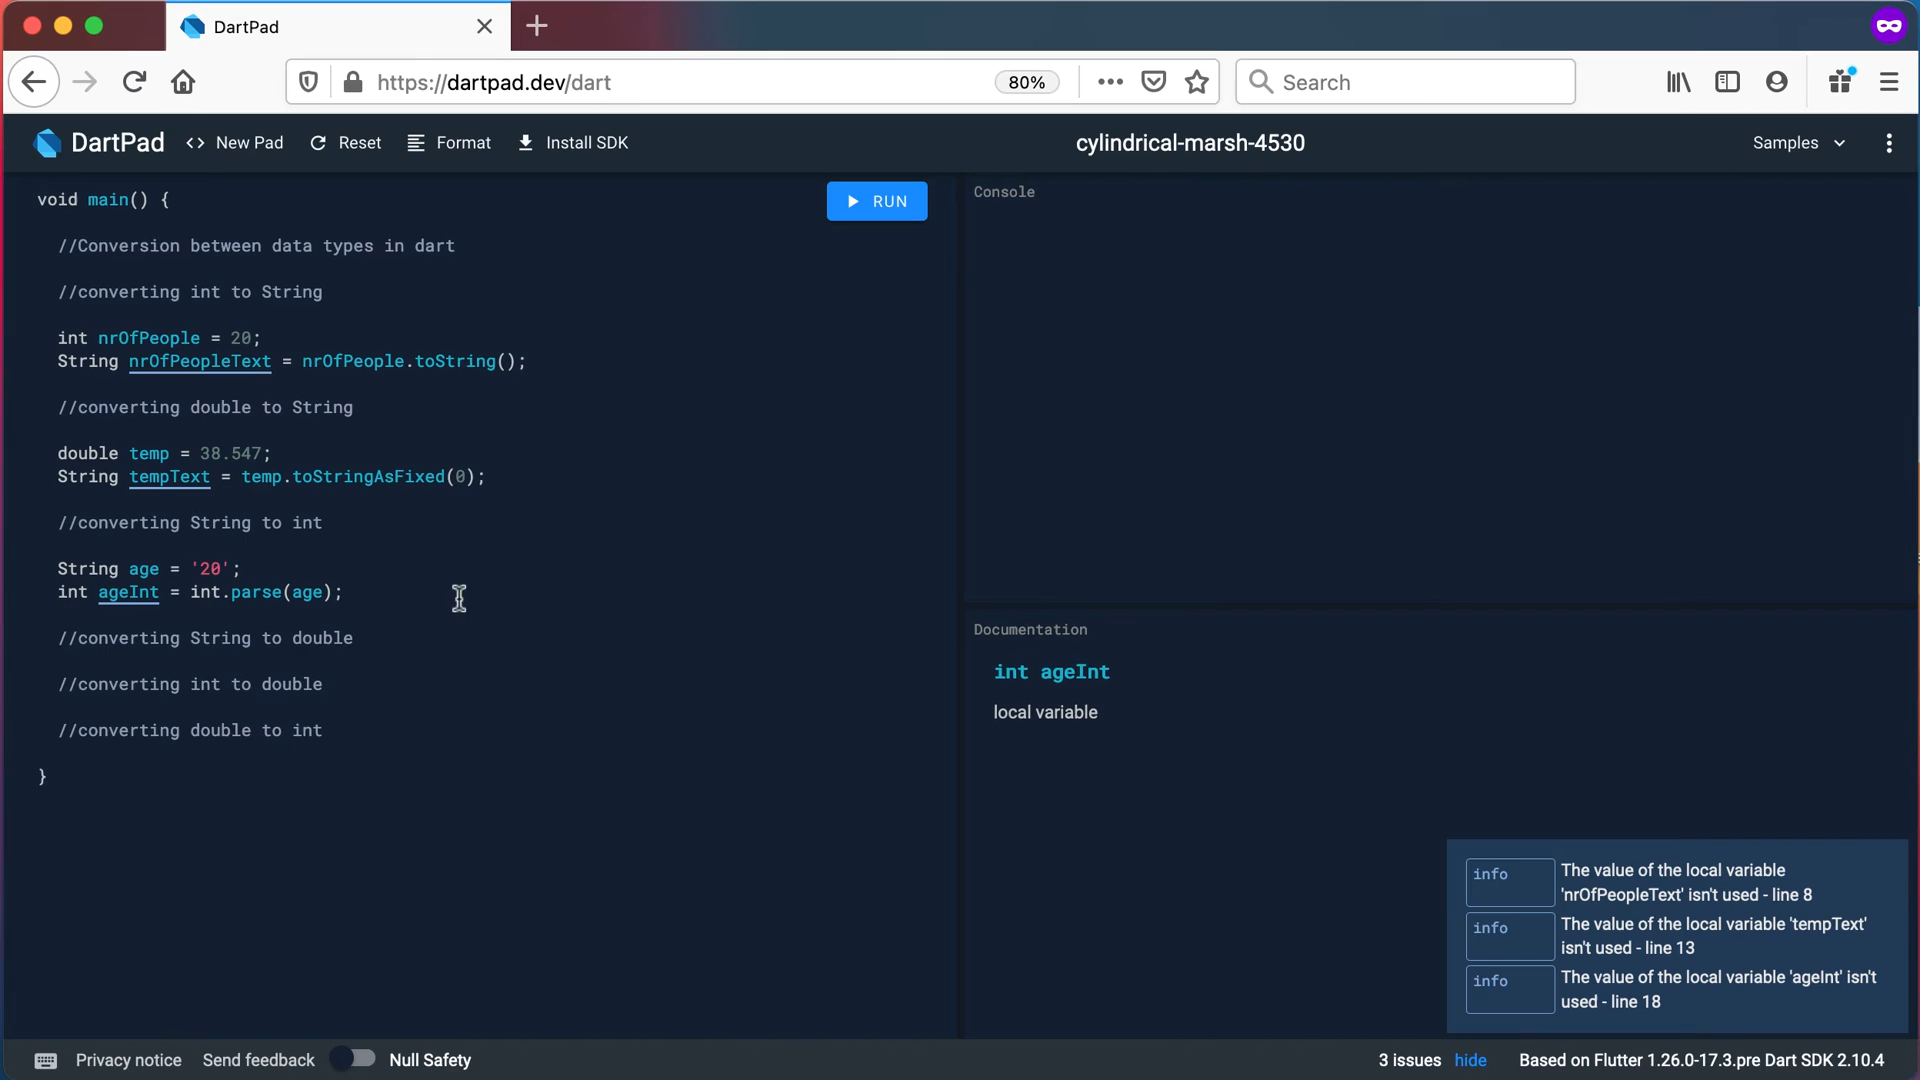 DartPad
https://dartpad.dev/dart
80%
Search
DartPad
New Pad
Reset
Format
Install SDK
cylindrical-marsh-4530
Samples
void main() {
//Conversion between data types in dart
//converting int to String
int nrOfPeople = 20;
String nrOfPeopleText = nrOfPeople.toString();
//converting double to String
double temp = 38.547;
String tempText = temp.toStringAsFixed(0);
//converting String to int
String age = '20';
int ageInt = int.parse(age);
//converting String to double
//converting int to double
//converting double to int
}
RUN
Console
Documentation
int ageInt
local variable
info
The value of the local variable
'nrOfPeopleText' isn't used - line 8
info
The value of the local variable 'tempText'
isn't used - line 13
info
The value of the local variable 'ageInt' isn't
used - line 18
Privacy notice
Send feedback
Null Safety
3 issues
hide
Based on Flutter 1.26.0-17.3.pre Dart SDK 2.10.4